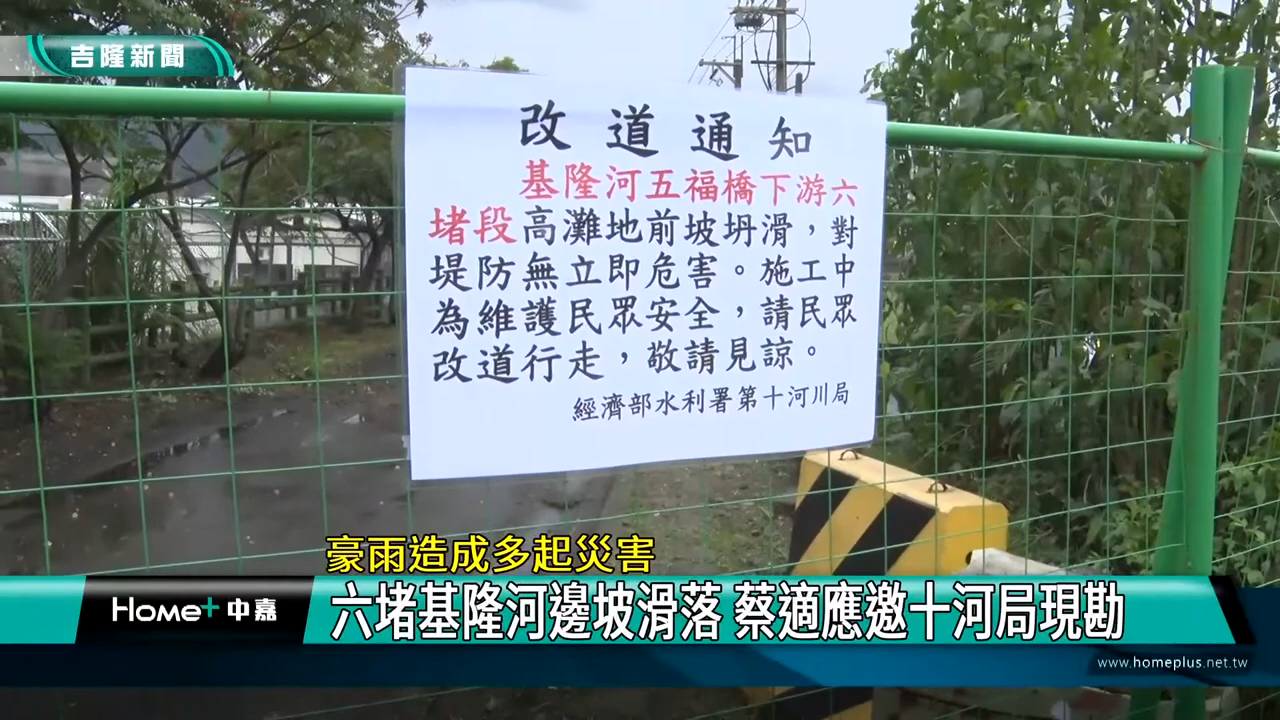 吉隆新聞
改道通知
基隆河五福橋下游六
堵段高灘地前坡坍滑，對
堤防無立即危害。施工中
為維護民眾安全，請民眾
改道行走，敬請見諒。
經濟部水利署第十河川局
豪雨造成多起災害
Home+中嘉
六堵基隆河邊坡滑落 蔡適應邀十河局現勘
www.homeplus.net.tw